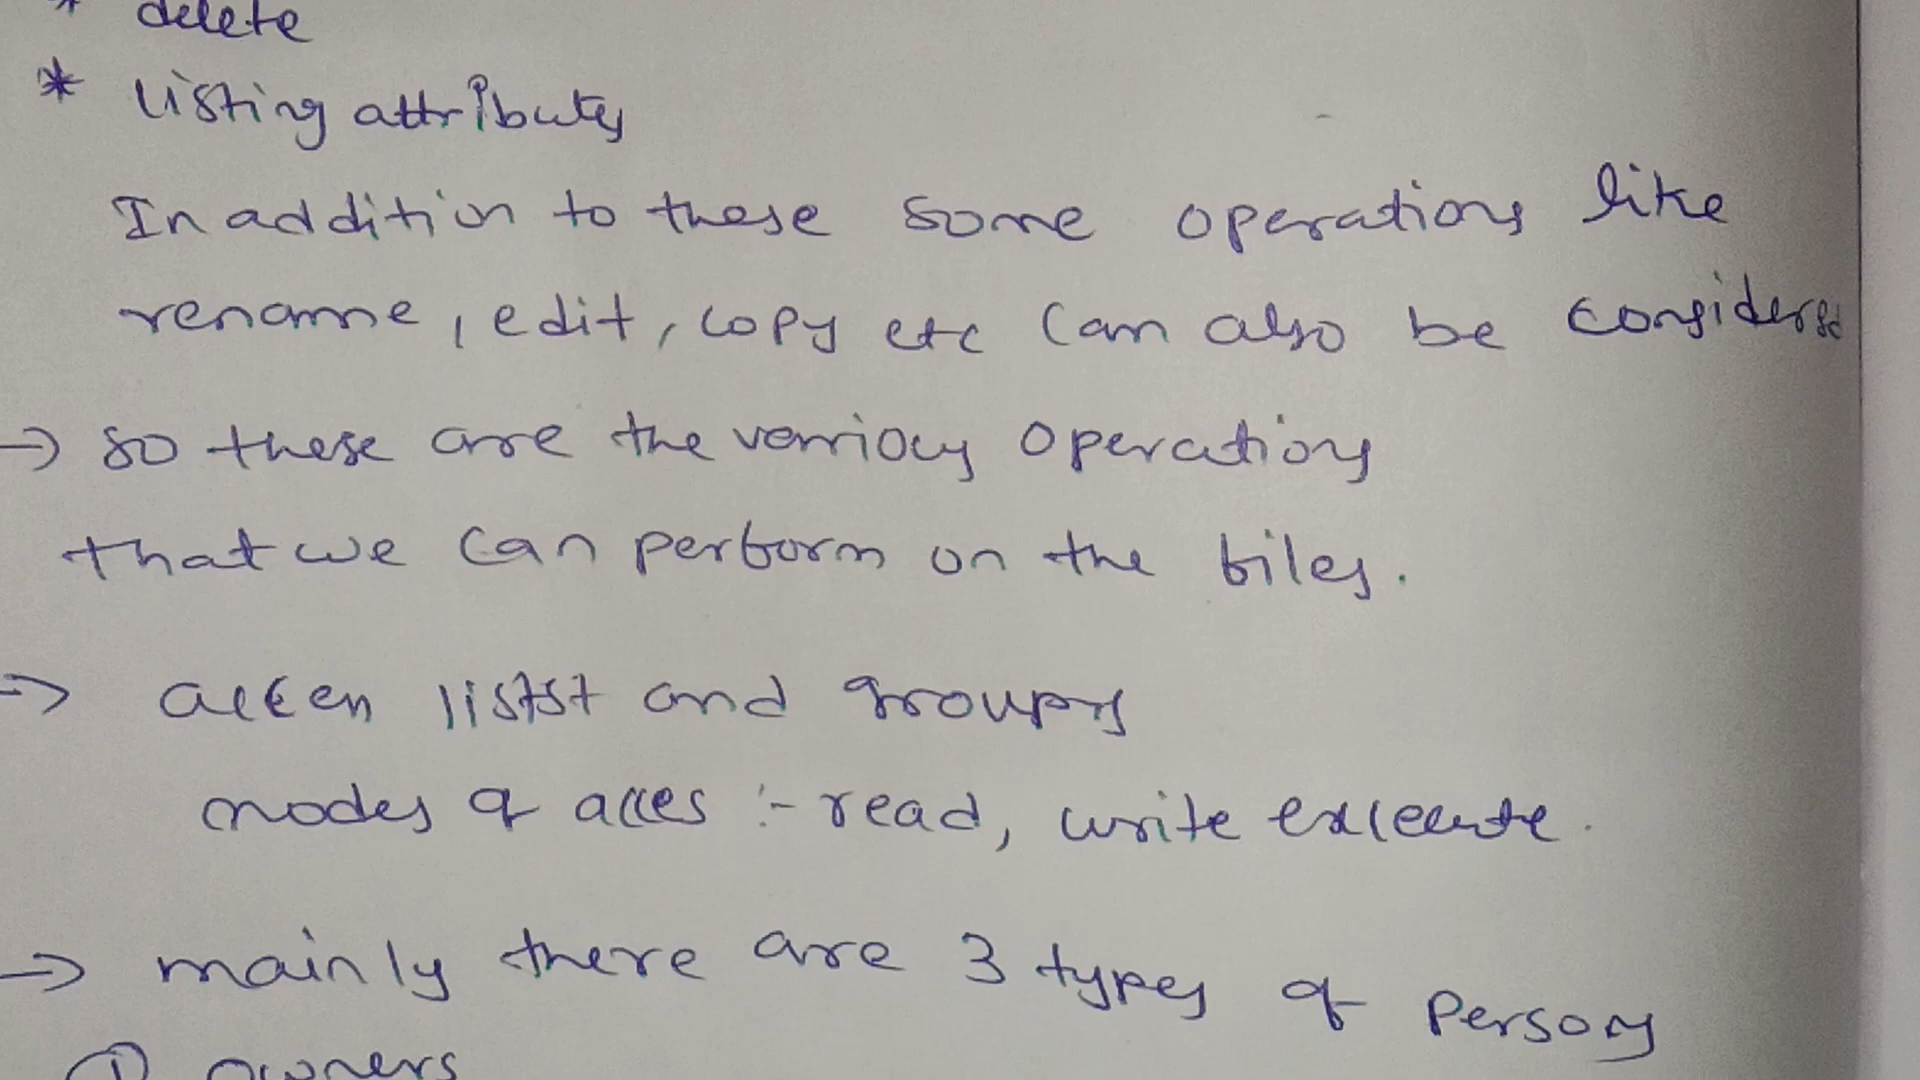 * delete
* listing attributes
In addition to these some operations like
rename, edit, copy etc can also be considered
→ so these are the various operations
that we can perform on the files.
→ access listst and groups
modes of acces :- read, write excecute.
→ mainly there are 3 types of persons
① owners